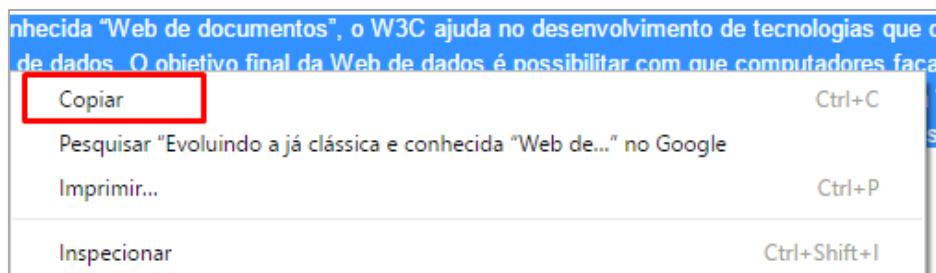 nhecida “Web de documentos”, o W3C ajuda no desenvolvimento de tecnologias que
de dados. O objetivo final da Web de dados é possibilitar com que computadores faça
Copiar Ctrl+C
Pesquisar “Evoluindo a já clássica e conhecida “Web de...” no Google
Imprimir... Ctrl+P
Inspecionar Ctrl+Shift+I